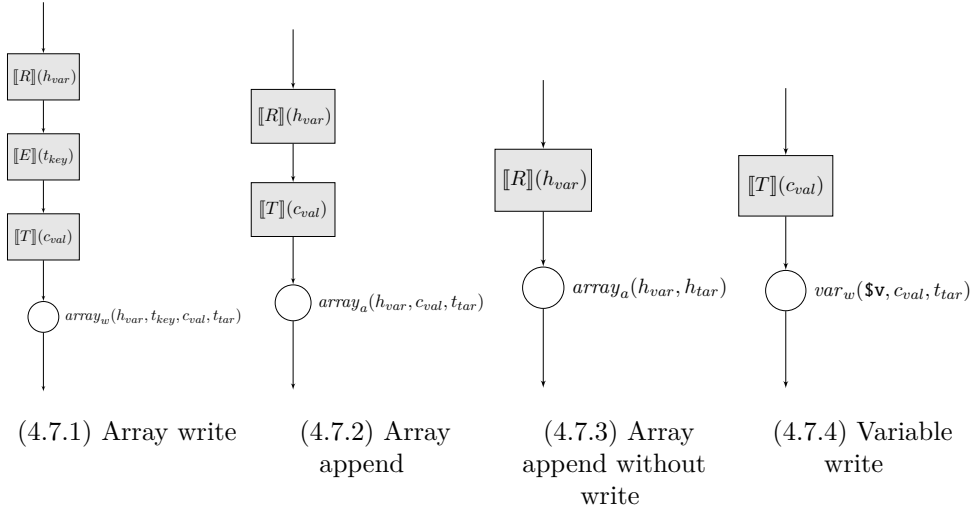 ⟦R⟧(h_var)
⟦E⟧(t_key)
⟦T⟧(c_val)
array_w(h_var, t_key, c_val, t_tar)
(4.7.1) Array write
⟦R⟧(h_var)
⟦T⟧(c_val)
array_a(h_var, c_val, t_tar)
(4.7.2) Array
append
⟦R⟧(h_var)
array_a(h_var, h_tar)
(4.7.3) Array
append without
write
⟦T⟧(c_val)
var_w($v, c_val, t_tar)
(4.7.4) Variable
write